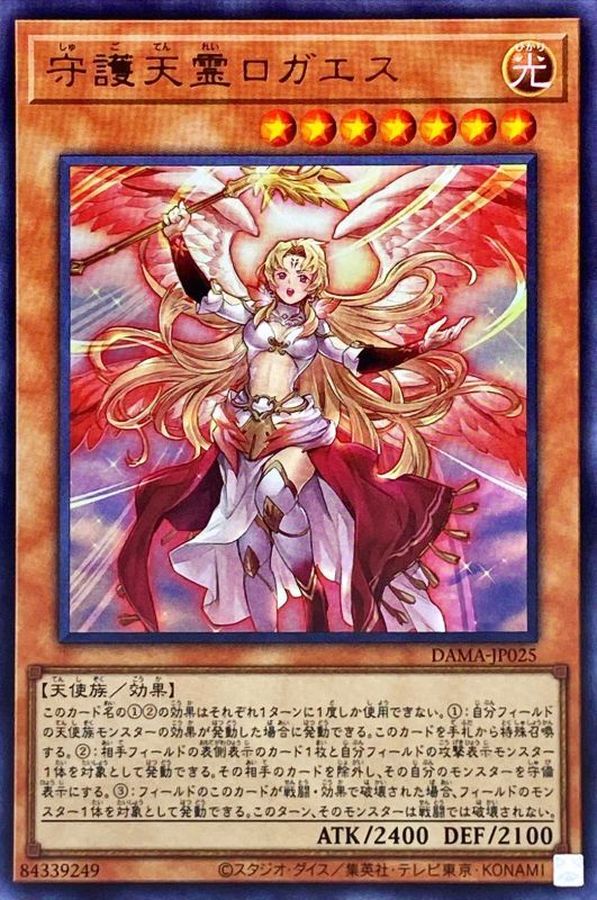 しゅ ご てん れい
守護天霊ロガエス
ひかり
光
DAMA-JP025
【天使族／効果】
このカード名の①②の効果はそれぞれ1ターンに1度しか使用できない。①：自分フィールド
の天使族モンスターの効果が発動した場合に発動できる。このカードを手札から特殊召喚
する。②：相手フィールドの表側表示のカード1枚と自分フィールドの攻撃表示モンスター
1体を対象として発動できる。その相手のカードを除外し、その自分のモンスターを守備
表示にする。③：フィールドのこのカードが戦闘・効果で破壊された場合、フィールドのモン
スター1体を対象として発動できる。このターン、そのモンスターは戦闘では破壊されない。
ATK/2400 DEF/2100
84339249 ©スタジオ・ダイス／集英社・テレビ東京・KONAMI